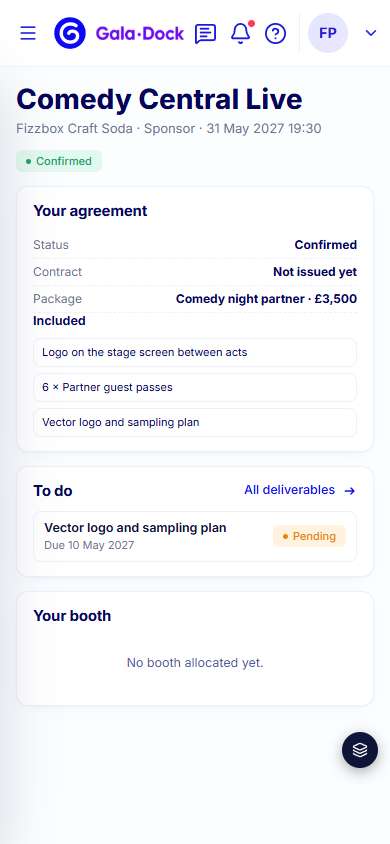 Gala·Dock
FP
Comedy Central Live
Fizzbox Craft Soda · Sponsor · 31 May 2027 19:30
Confirmed
Your agreement
Status Confirmed
Contract Not issued yet
Package Comedy night partner · £3,500
Included
Logo on the stage screen between acts
6 × Partner guest passes
Vector logo and sampling plan
To do All deliverables →
Vector logo and sampling plan
Due 10 May 2027
Pending
Your booth
No booth allocated yet.